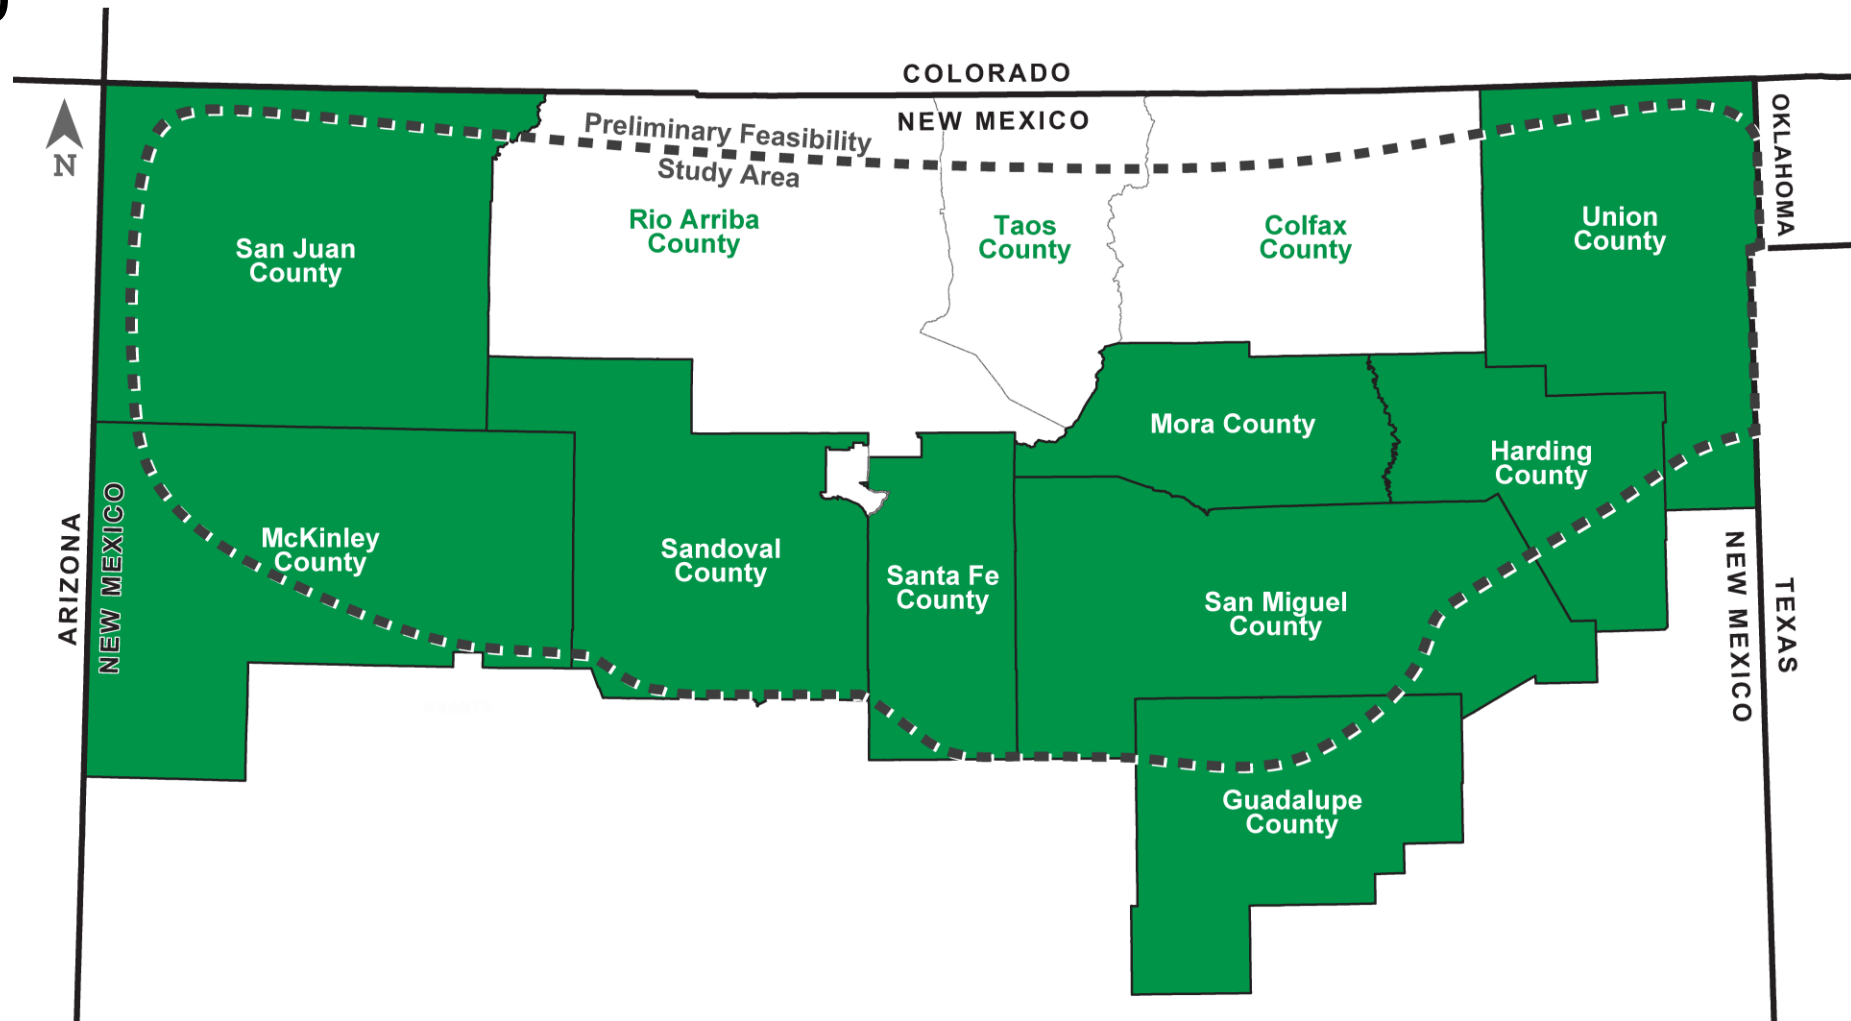 COLORADO
NEW MEXICO
N
Preliminary Feasibility
Study Area
OKLAHOMA
San Juan
County
Rio Arriba
County
Taos
County
Colfax
County
Union
County
Mora County
Harding
County
ARIZONA
NEW MEXICO
McKinley
County
Sandoval
County
Santa Fe
County
San Miguel
County
NEW MEXICO
TEXAS
Guadalupe
County